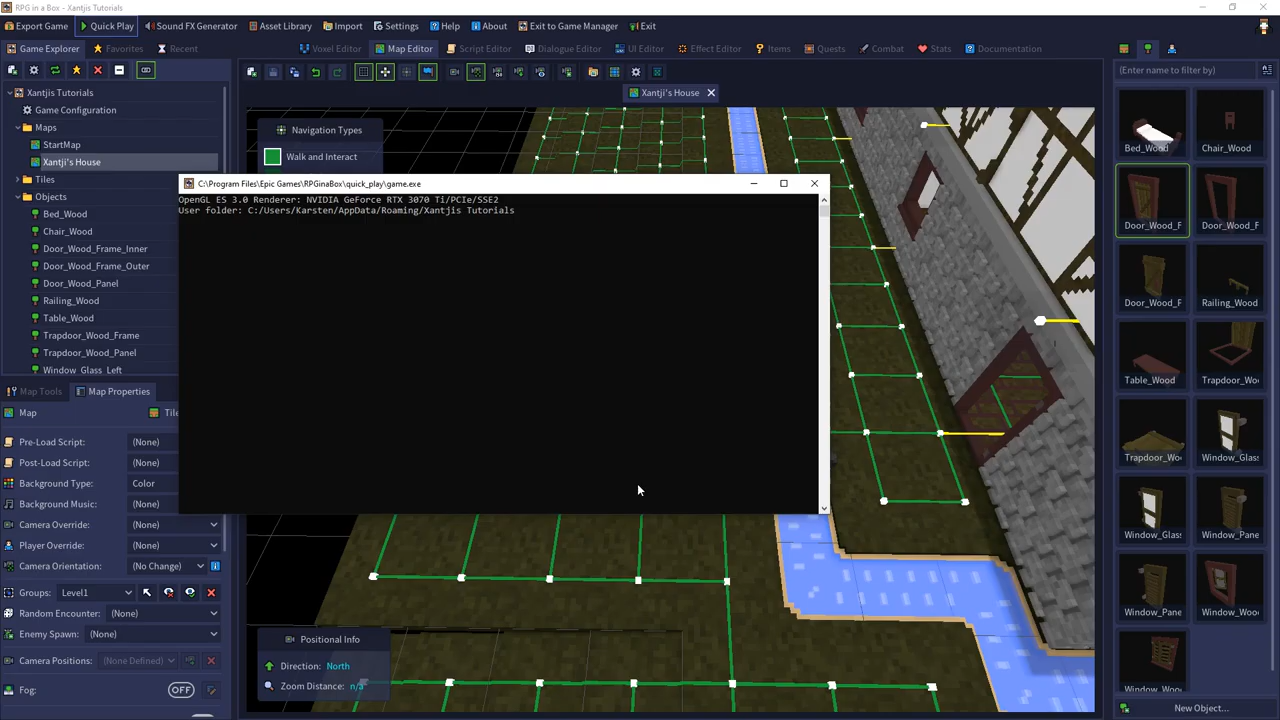 RPG in a Box - Xantjis Tutorials
Export Game
Quick Play
Sound FX Generator
Asset Library
Import
Settings
Help
About
Exit to Game Manager
Exit
Game Explorer
Favorites
Recent
Voxel Editor
Map Editor
Script Editor
Dialogue Editor
UI Editor
Effect Editor
Items
Quests
Combat
Stats
Documentation
Xantji's House
(Enter name to filter by)
Xantjis Tutorials
Game Configuration
Maps
StartMap
Xantji's House
Tiles
Objects
Bed_Wood
Chair_Wood
Door_Wood_Frame_Inner
Door_Wood_Frame_Outer
Door_Wood_Panel
Railing_Wood
Table_Wood
Trapdoor_Wood_Frame
Trapdoor_Wood_Panel
Window_Glass_Left
Navigation Types
Walk and Interact
C:\Program Files\Epic Games\RPGinaBox\quick_play\game.exe
OpenGL ES 3.0 Renderer: NVIDIA GeForce RTX 3070 Ti/PCIe/SSE2
User folder: C:/Users/Karsten/AppData/Roaming/Xantjis Tutorials
Map Tools
Map Properties
Map
Tile
Pre-Load Script: (None)
Post-Load Script: (None)
Background Type: Color
Background Music: (None)
Camera Override: (None)
Player Override: (None)
Camera Orientation: (No Change)
Groups: Level1
Random Encounter: (None)
Enemy Spawn: (None)
Camera Positions: (None Defined)
Fog: OFF
Positional Info
Direction: North
Zoom Distance: n/a
Bed_Wood
Chair_Wood
Door_Wood_F
Door_Wood_F
Door_Wood_F
Railing_Wood
Table_Wood
Trapdoor_Wo
Trapdoor_Wo
Window_Glas
Window_Glas
Window_Pane
Window_Pane
Window_Woo
Window_Woo
New Object...